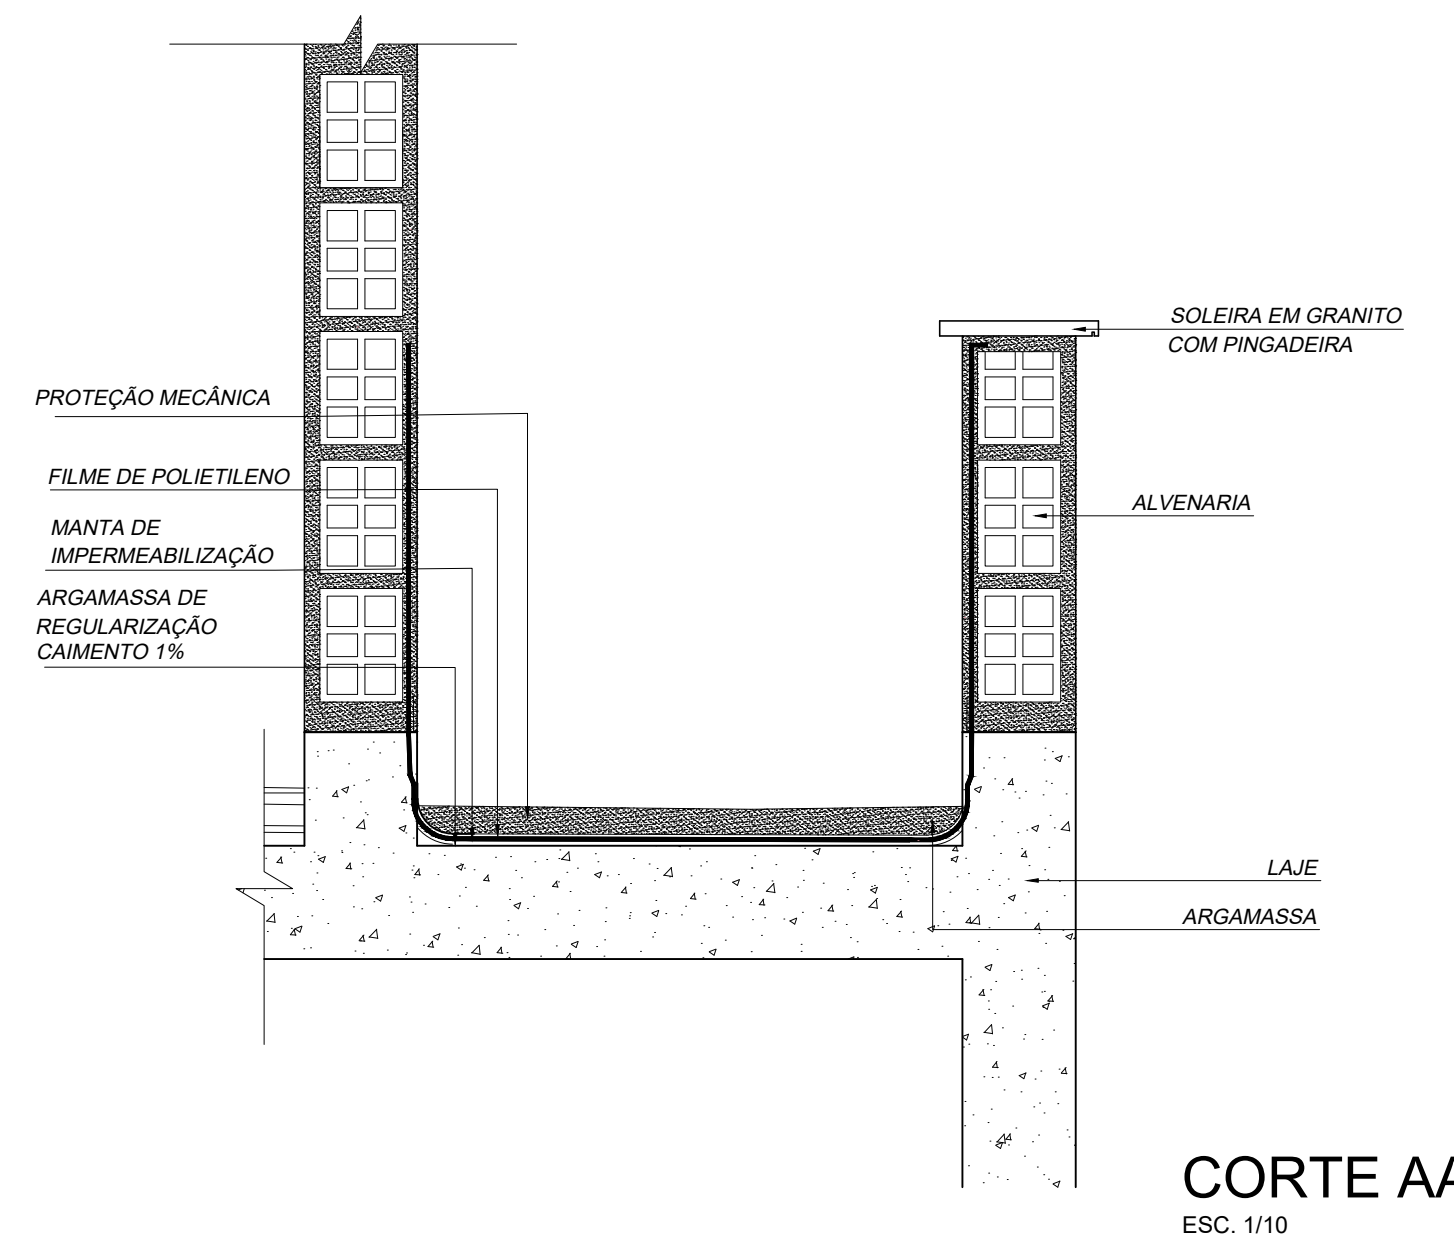 SOLEIRA EM GRANITO
COM PINGADEIRA
PROTEÇÃO MECÂNICA
FILME DE POLIETILENO
ALVENARIA
MANTA DE
IMPERMEABILIZAÇÃO
ARGAMASSA DE
REGULARIZAÇÃO
CAIMENTO 1%
LAJE
ARGAMASSA
CORTE AA
ESC. 1/10